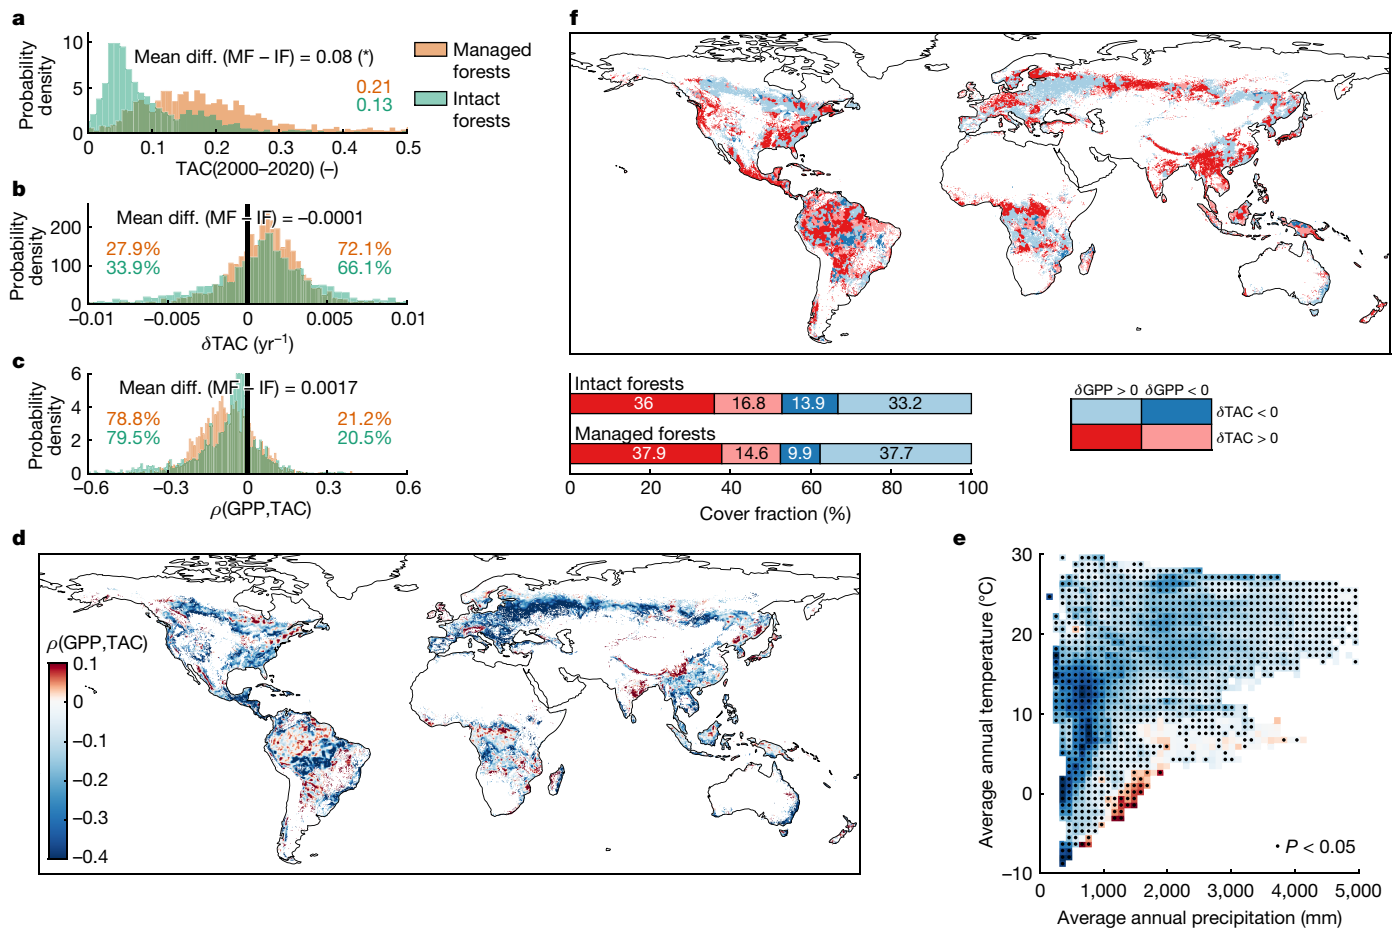 a
Probability
density
10
5
0
Mean diff. (MF – IF) = 0.08 (*)
0.21
0.13
0 0.1 0.2 0.3 0.4 0.5
TAC(2000–2020) (–)
Managed
forests
Intact
forests
b
Probability
density
200
100
0
Mean diff. (MF – IF) = –0.0001
27.9% 72.1%
33.9% 66.1%
–0.01 –0.005 0 0.005 0.01
δTAC (yr⁻¹)
c
Probability
density
6
4
2
0
Mean diff. (MF – IF) = 0.0017
78.8% 21.2%
79.5% 20.5%
–0.6 –0.3 0 0.3 0.6
ρ(GPP,TAC)
f
Intact forests
36 16.8 13.9 33.2
Managed forests
37.9 14.6 9.9 37.7
0 20 40 60 80 100
Cover fraction (%)
δGPP > 0 δGPP < 0
δTAC < 0
δTAC > 0
d
ρ(GPP,TAC)
0.1
0
–0.1
–0.2
–0.3
–0.4
e
Average annual temperature (°C)
30
20
10
0
–10
P < 0.05
0 1,000 2,000 3,000 4,000 5,000
Average annual precipitation (mm)